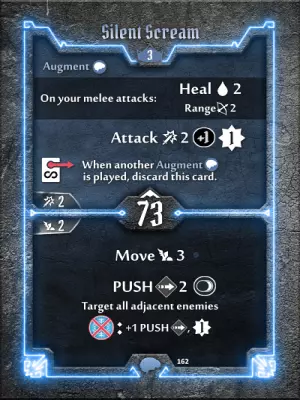 Silent Scream
3
Augment
On your melee attacks:
Heal 2
Range 2
Attack 2 +1 1
When another Augment
is played, discard this card.
2
73
2
Move 3
PUSH 2
Target all adjacent enemies
: +1 PUSH , 1
162